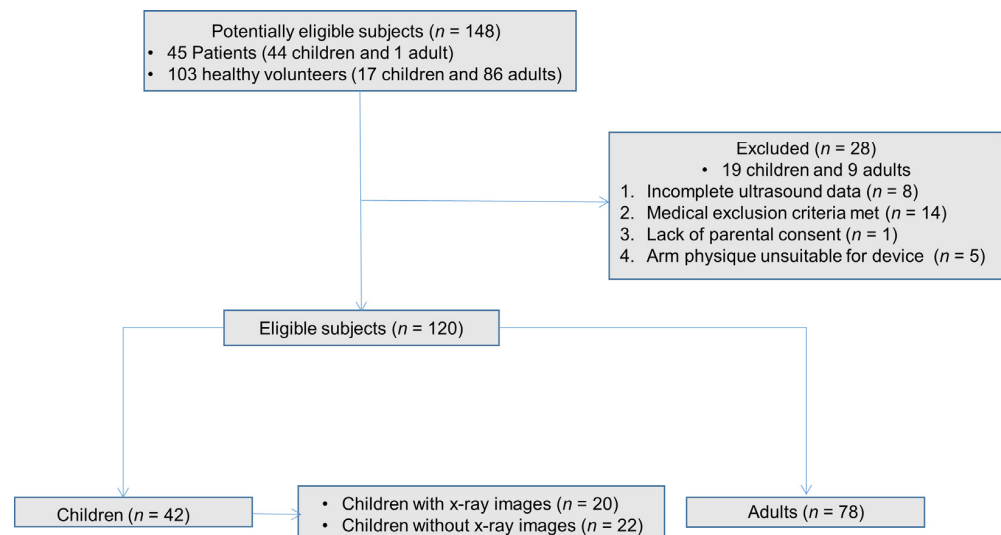 Potentially eligible subjects (n = 148)
• 45 Patients (44 children and 1 adult)
• 103 healthy volunteers (17 children and 86 adults)
Excluded (n = 28)
• 19 children and 9 adults
1. Incomplete ultrasound data (n = 8)
2. Medical exclusion criteria met (n = 14)
3. Lack of parental consent (n = 1)
4. Arm physique unsuitable for device (n = 5)
Eligible subjects (n = 120)
Children (n = 42)
• Children with x-ray images (n = 20)
• Children without x-ray images (n = 22)
Adults (n = 78)